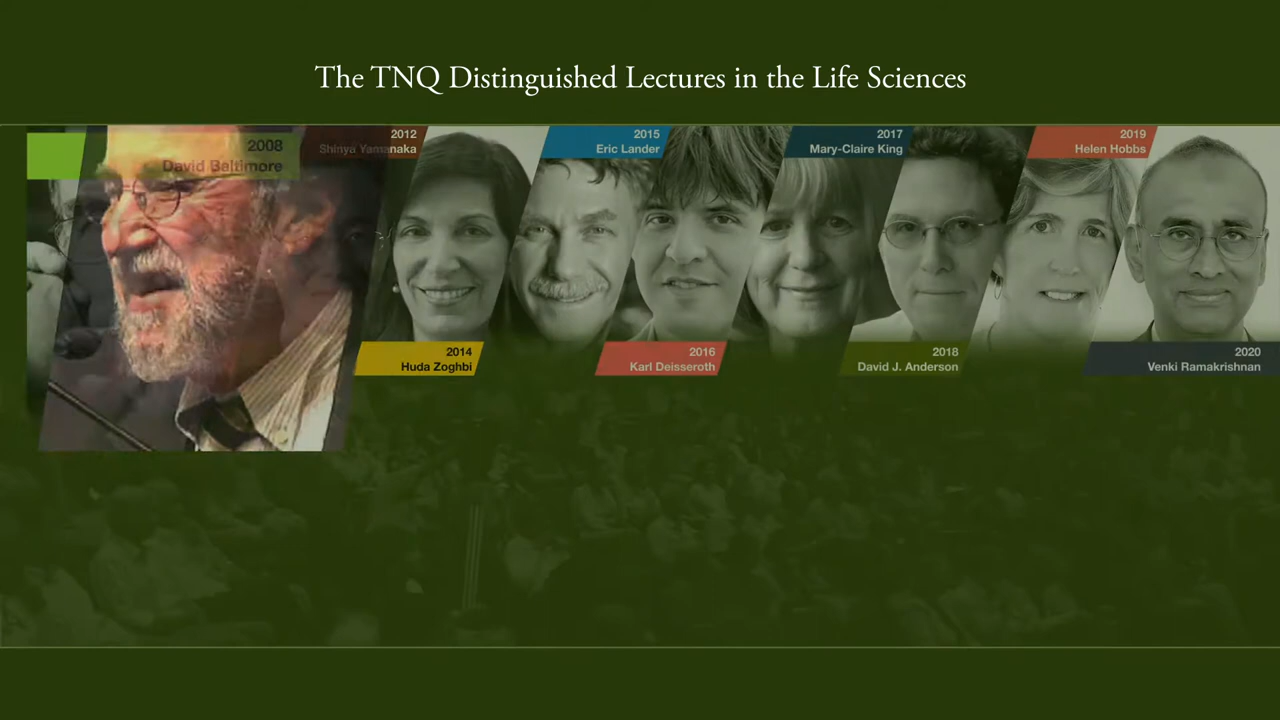 The TNQ Distinguished Lectures in the Life Sciences
2008
David Baltimore
2012
Shinya Yamanaka
2014
Huda Zoghbi
2015
Eric Lander
2016
Karl Deisseroth
2017
Mary-Claire King
2018
David J. Anderson
2019
Helen Hobbs
2020
Venki Ramakrishnan